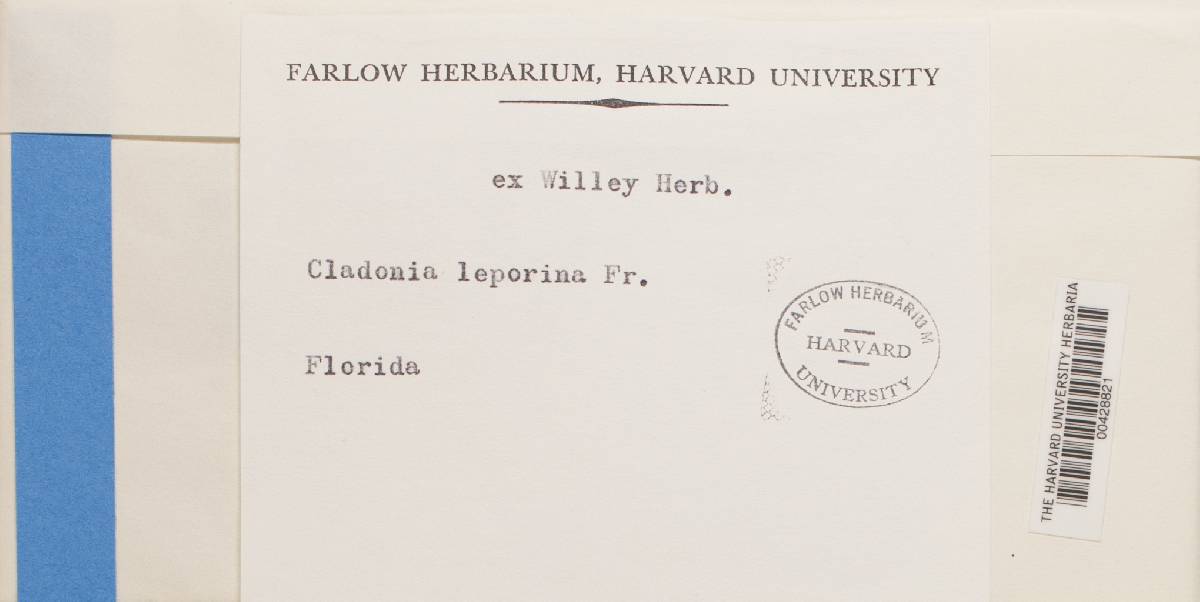 FARLOW HERBARIUM, HARVARD UNIVERSITY
ex Willey Herb.
Cladonia leporina Fr.
Florida
FARLOW HERBARIUM
HARVARD
UNIVERSITY
THE HARVARD UNIVERSITY HERBARIA
00428821